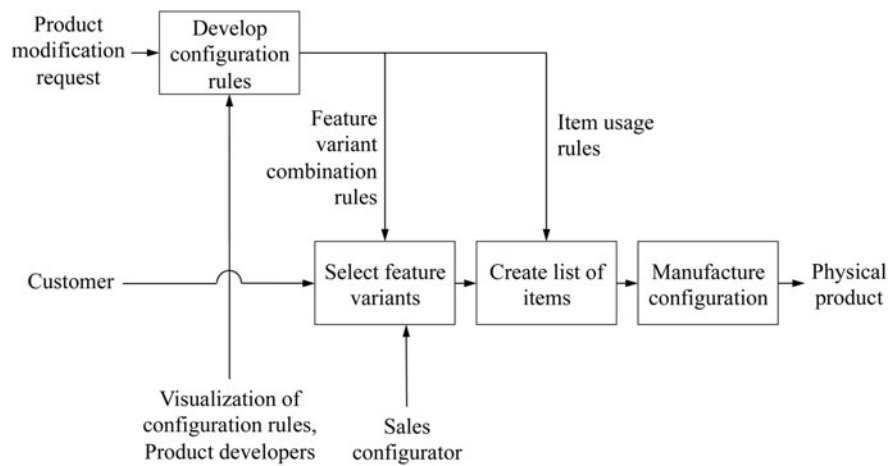 Product
modification
request
Develop
configuration
rules
Feature
variant
combination
rules
Item usage
rules
Customer
Select feature
variants
Create list of
items
Manufacture
configuration
Physical
product
Visualization of
configuration rules,
Product developers
Sales
configurator